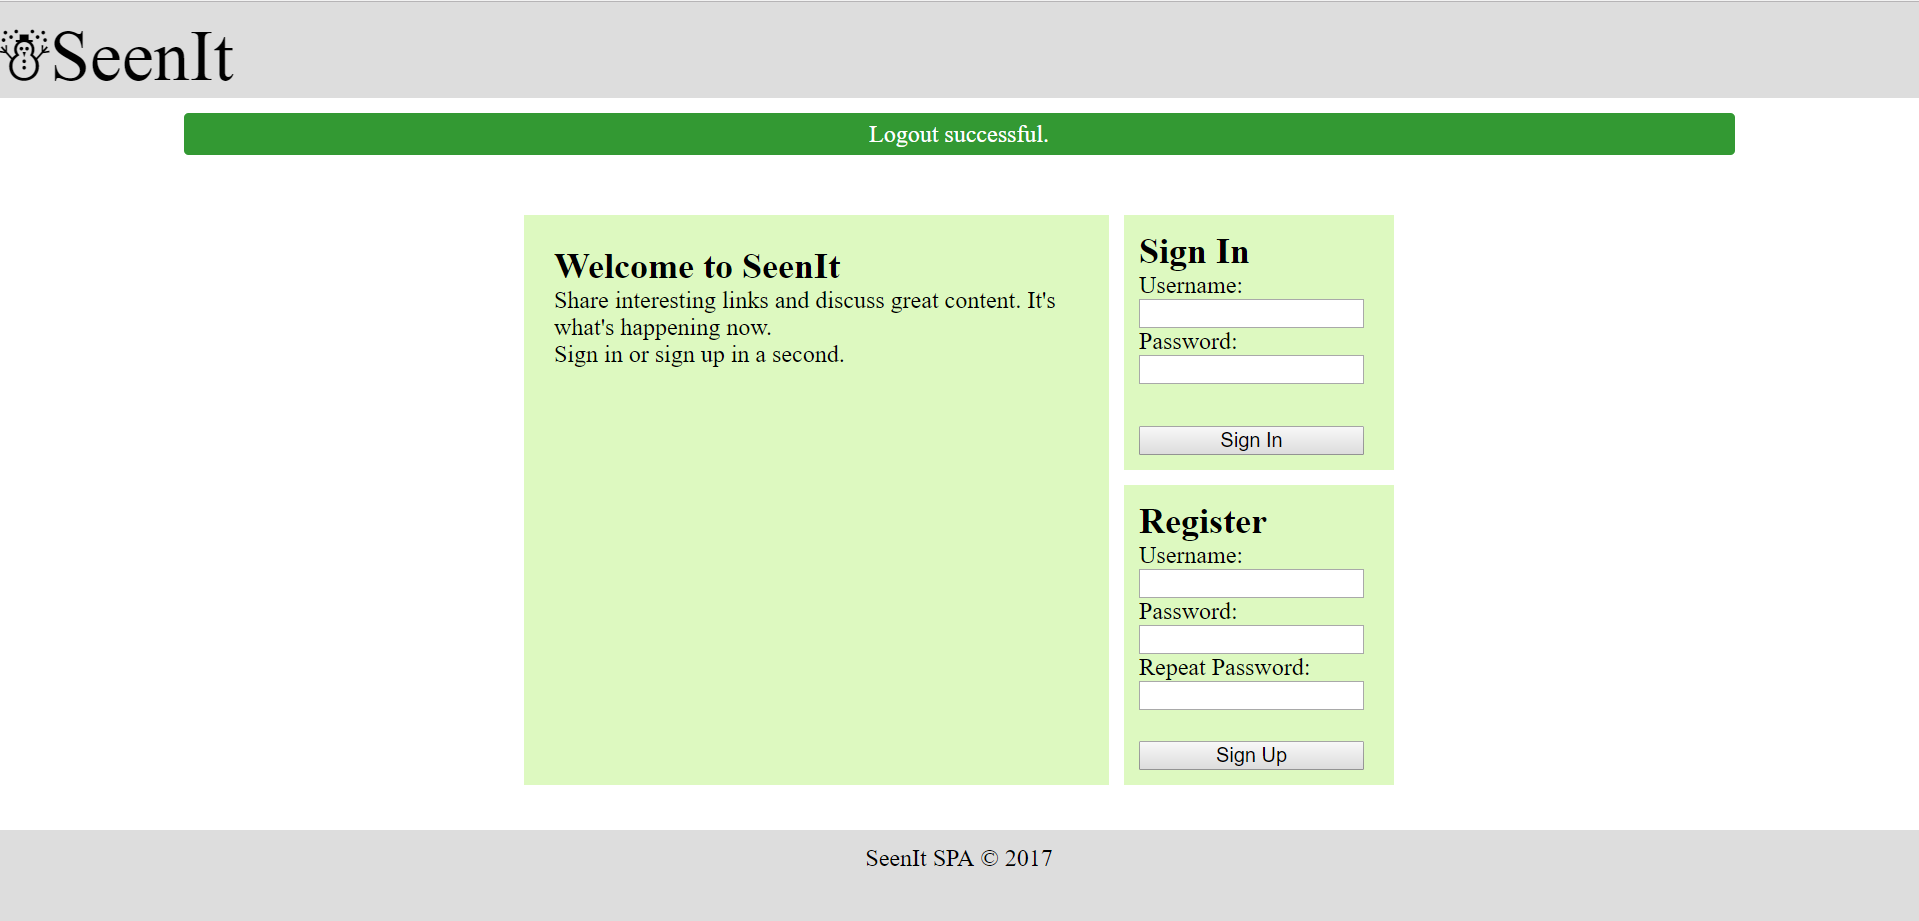 ☃SeenIt
Logout successful.
Welcome to SeenIt
Share interesting links and discuss great content. It's
what's happening now.
Sign in or sign up in a second.
Sign In
Username:
Password:
Sign In
Register
Username:
Password:
Repeat Password:
Sign Up
SeenIt SPA © 2017